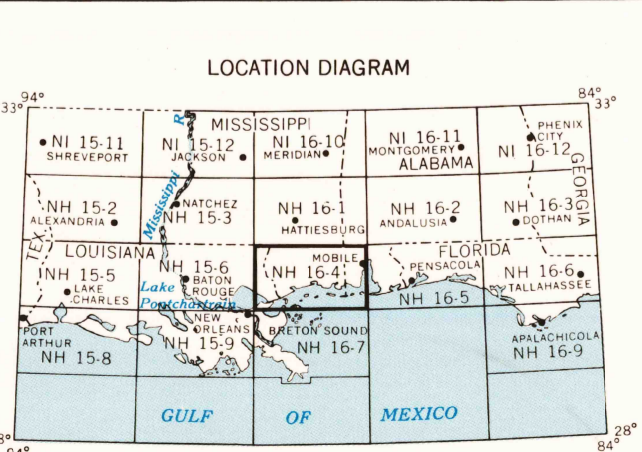 LOCATION DIAGRAM
94°
84°
33°
33°
R
MISSISSIPPI
NI 15-11
SHREVEPORT
NI 15-12
JACKSON
NI 16-10
MERIDIAN
NI 16-11
MONTGOMERY
ALABAMA
PHENIX
CITY
NI 16-12
GEORGIA
NH 15-2
ALEXANDRIA
Mississippi
NATCHEZ
NH 15-3
NH 16-1
HATTIESBURG
NH 16-2
ANDALUSIA
NH 16-3
DOTHAN
TEX
LOUISIANA
NH 15-5
LAKE
CHARLES
NH 15-6
BATON
ROUGE
Lake
Pontchartrain
MOBILE
NH 16-4
FLORIDA
PENSACOLA
NH 16-5
NH 16-6
TALLAHASSEE
PORT
ARTHUR
NH 15-8
NEW
ORLEANS
NH 15-9
BRETON SOUND
NH 16-7
APALACHICOLA
NH 16-9
GULF OF MEXICO
28°
84°